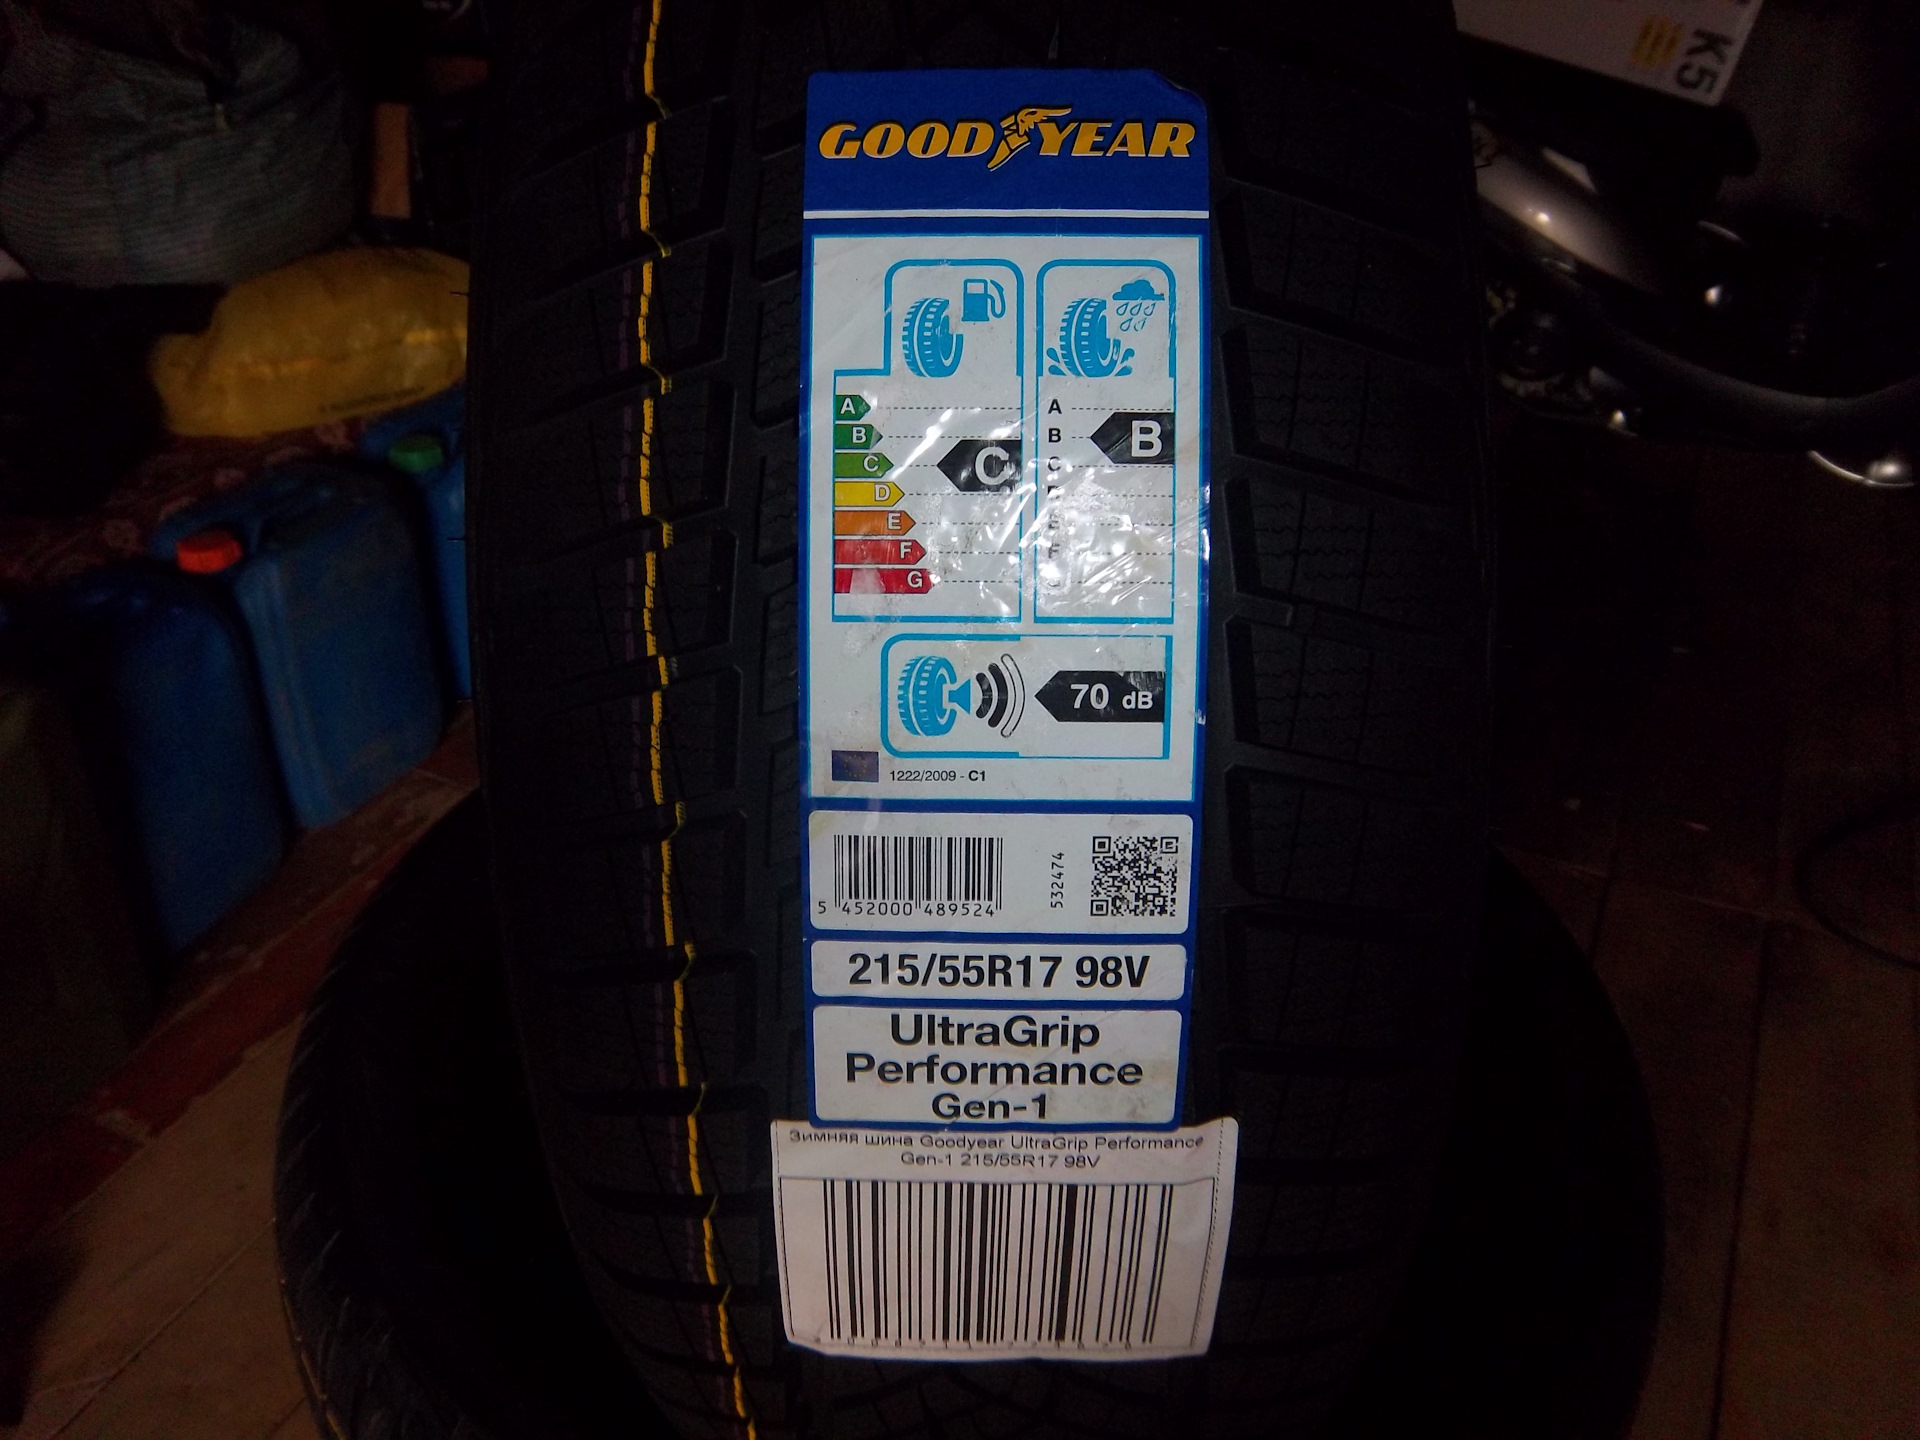 K5
GOODYEAR
A
B
C
D
E
F
G
C
A
B
C
B
70 dB
1222/2009 - C1
5 452000 489524
532474
215/55R17 98V
UltraGrip
Performance
Gen-1
Зимняя шина Goodyear UltraGrip Performance
Gen-1 215/55R17 98V